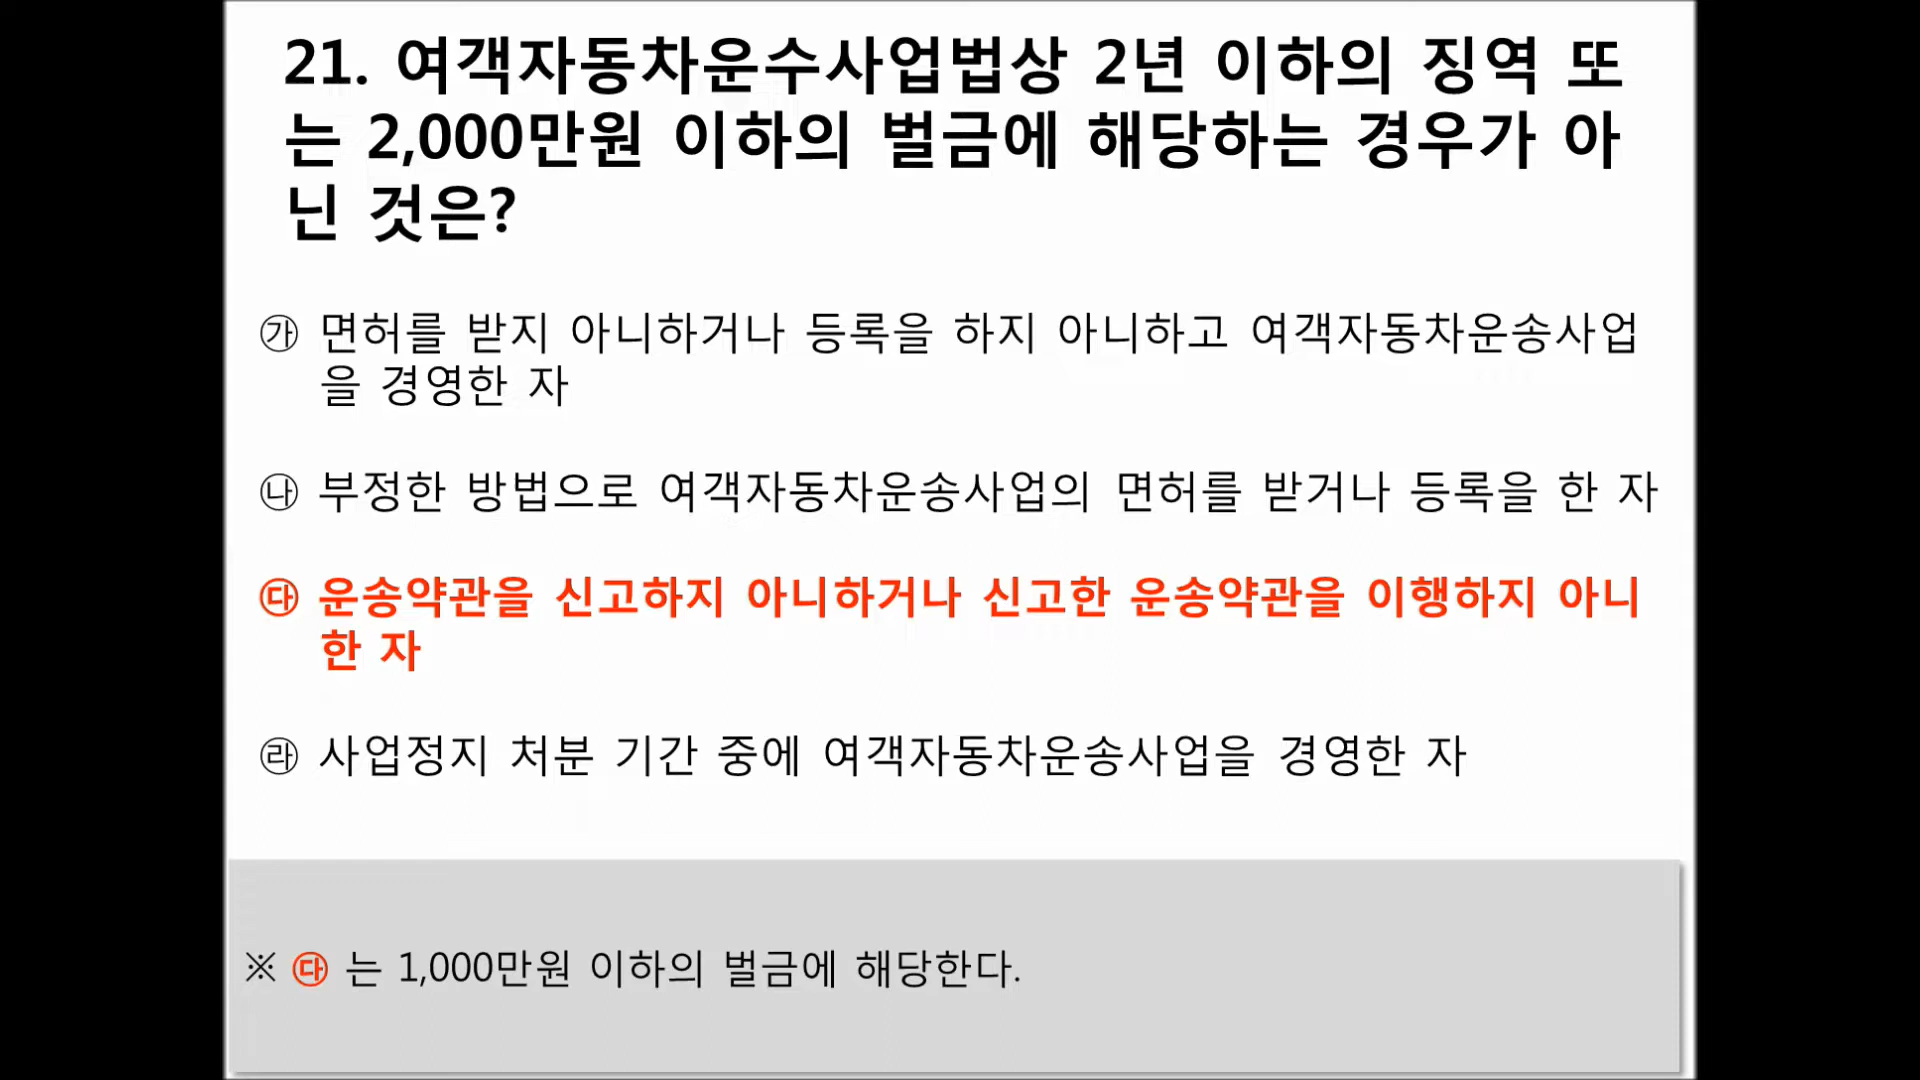 21. 여객자동차운수사업법상 2년 이하의 징역 또
는 2,000만원 이하의 벌금에 해당하는 경우가 아
닌 것은?
㉮ 면허를 받지 아니하거나 등록을 하지 아니하고 여객자동차운송사업
을 경영한 자
㉯ 부정한 방법으로 여객자동차운송사업의 면허를 받거나 등록을 한 자
㉰ 운송약관을 신고하지 아니하거나 신고한 운송약관을 이행하지 아니
한 자
㉱ 사업정지 처분 기간 중에 여객자동차운송사업을 경영한 자
※ ㉰ 는 1,000만원 이하의 벌금에 해당한다.